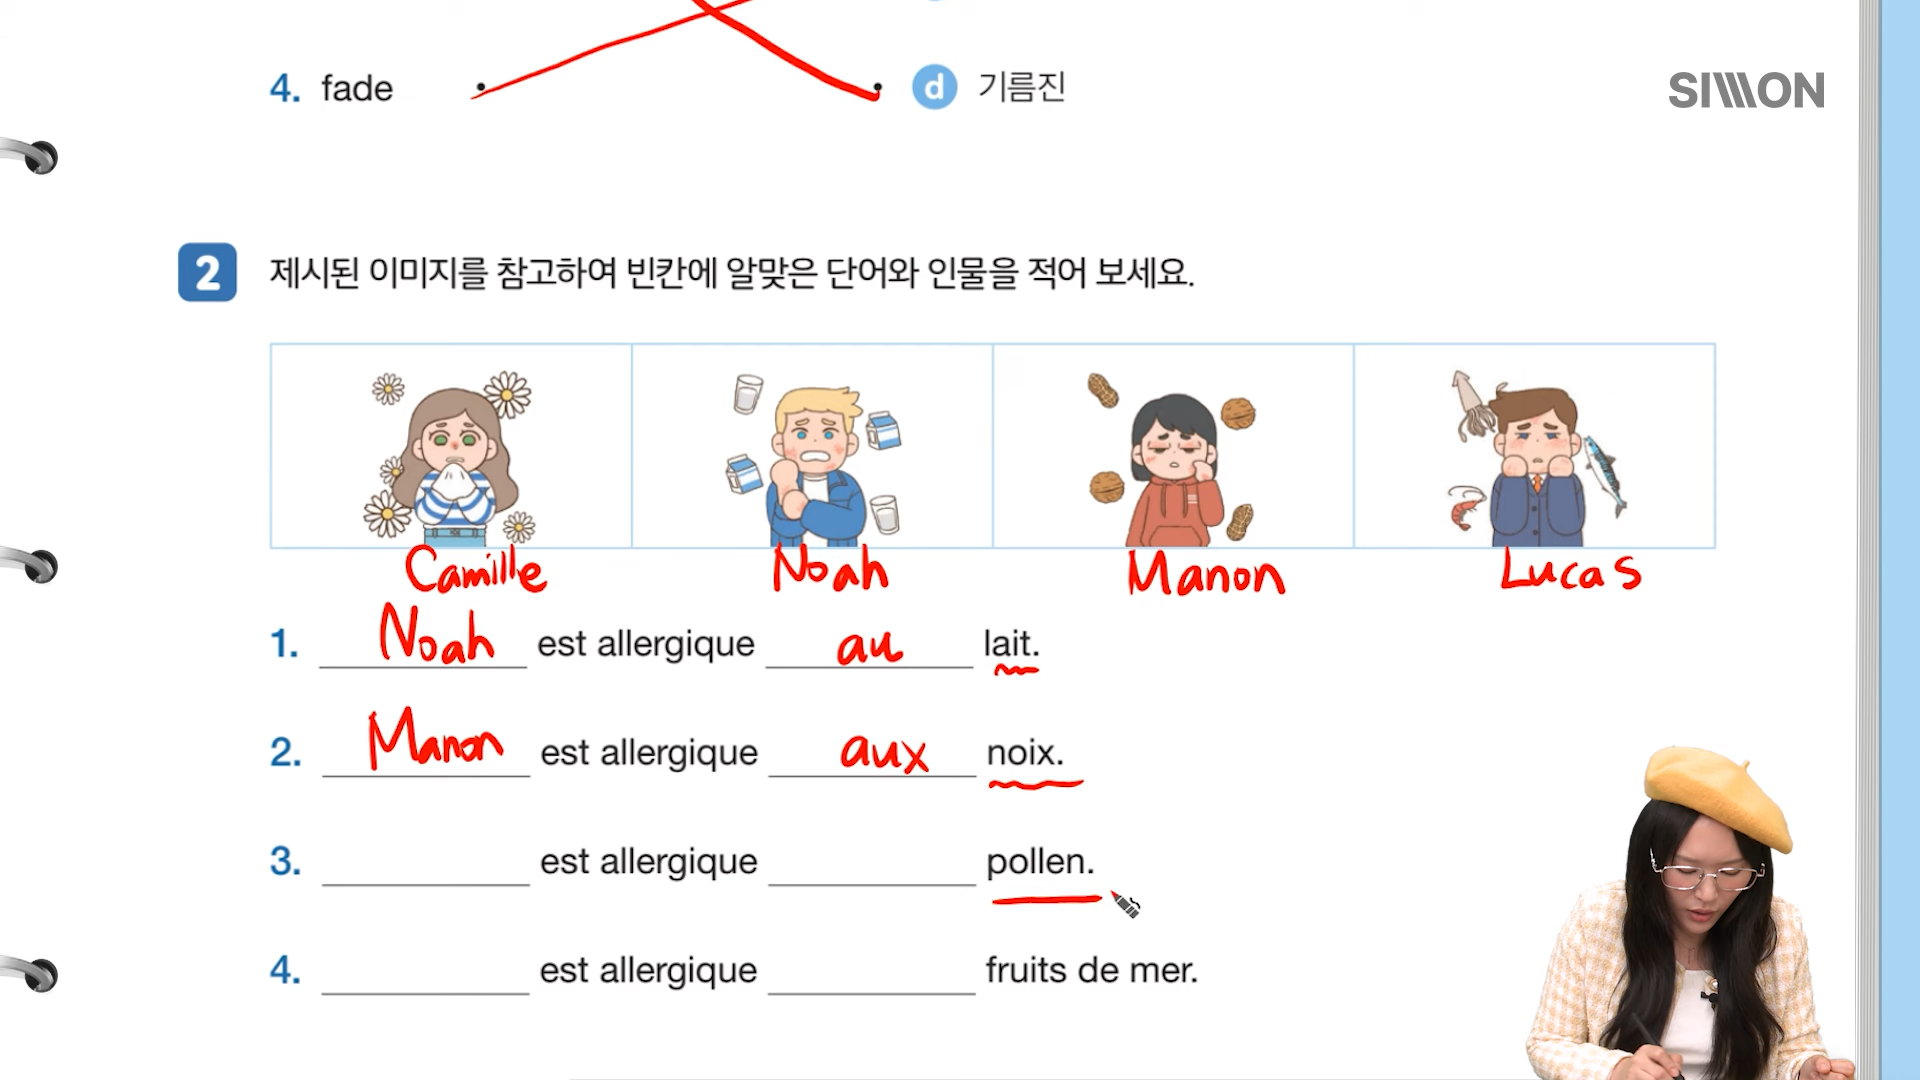 4. fade
d 기름진
SIWON
2 제시된 이미지를 참고하여 빈칸에 알맞은 단어와 인물을 적어 보세요.
Camille Noah Manon Lucas
1. Noah est allergique au lait.
2. Manon est allergique aux noix.
3. est allergique pollen.
4. est allergique fruits de mer.